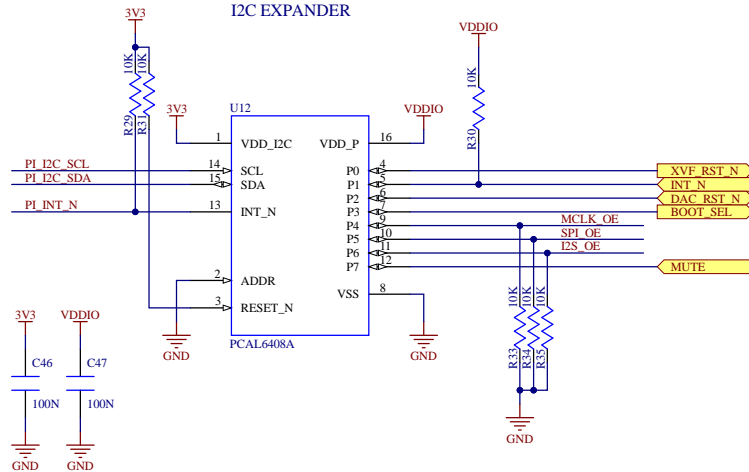 I2C EXPANDER
3V3
VDDIO
10K
10K
R29
R31
10K
R30
3V3
U12
VDDIO
1 VDD_I2C VDD_P 16
PI_I2C_SCL 14 SCL P0 4 XVF_RST_N
PI_I2C_SDA 15 SDA P1 5 INT_N
P2 6 DAC_RST_N
PI_INT_N 13 INT_N P3 7 BOOT_SEL
P4 9 MCLK_OE
P5 10 SPI_OE
P6 11 I2S_OE
2 ADDR P7 12 MUTE
3 RESET_N VSS 8
PCAL6408A
GND
GND
10K
10K
10K
R33
R34
R35
GND
3V3
VDDIO
C46
C47
100N
100N
GND
GND